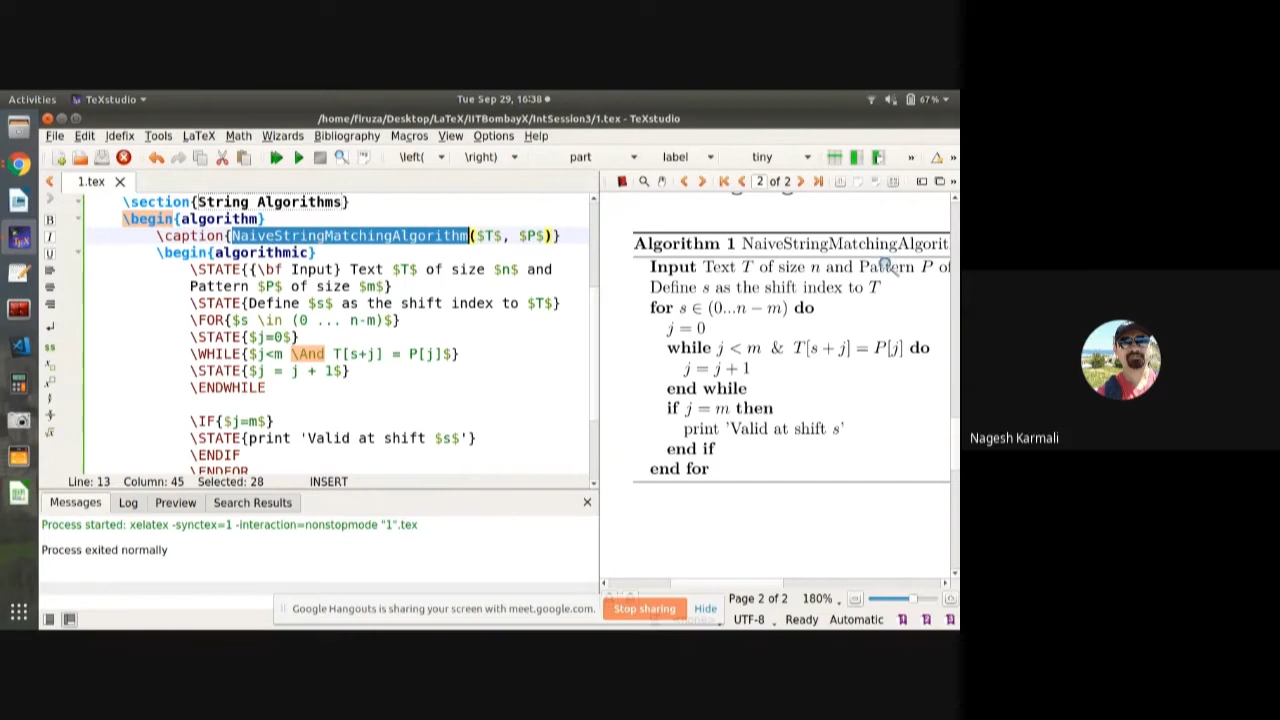 Activities
TeXstudio
Tue Sep 29, 16:38
67%
/home/firuza/Desktop/LaTeX/IITBombayX/IntSession3/1.tex - TeXstudio
File Edit Idefix Tools LaTeX Math Wizards Bibliography Macros View Options Help
\left( \right) part label tiny » »
1.tex
2 of 2 »
\section{String Algorithms}
\begin{algorithm}
\caption{NaiveStringMatchingAlgorithm($T$, $P$)}
\begin{algorithmic}
\STATE{{\bf Input} Text $T$ of size $n$ and
Pattern $P$ of size $m$}
\STATE{Define $s$ as the shift index to $T$}
\FOR{$s \in (0 ... n-m)$}
\STATE{$j=0$}
\WHILE{$j<m \And T[s+j] = P[j]$}
\STATE{$j = j + 1$}
\ENDWHILE
\IF{$j=m$}
\STATE{print 'Valid at shift $s$'}
\ENDIF
\ENDFOR
Line: 13 Column: 45 Selected: 28 INSERT
Messages Log Preview Search Results
Process started: xelatex -synctex=1 -interaction=nonstopmode "1".tex
Process exited normally
Algorithm 1 NaiveStringMatchingAlgorit
Input Text T of size n and Pattern P of
Define s as the shift index to T
for s ∈ (0...n − m) do
j = 0
while j < m & T[s + j] = P[j] do
j = j + 1
end while
if j = m then
print 'Valid at shift s'
end if
end for
Page 2 of 2 180%
Google Hangouts is sharing your screen with meet.google.com. Stop sharing Hide
UTF-8 Ready Automatic
Nagesh Karmali